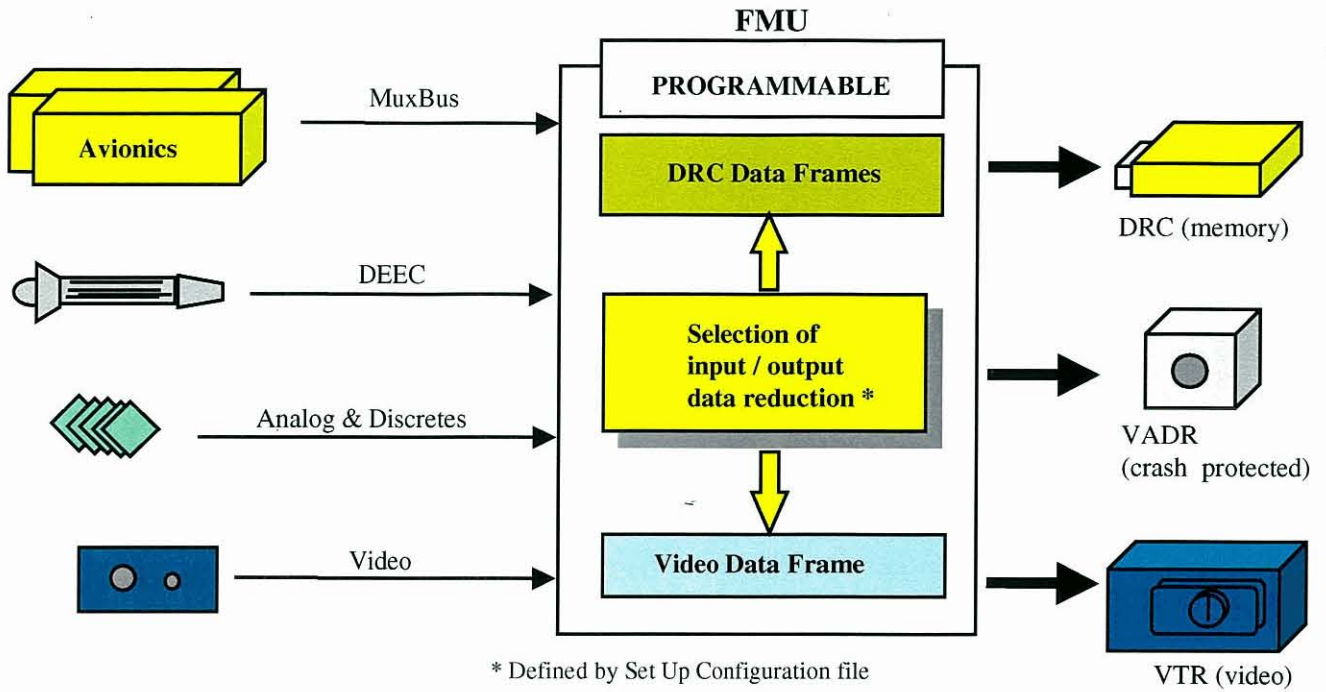 FMU
PROGRAMMABLE
MuxBus
Avionics
DRC Data Frames
DRC (memory)
DEEC
Selection of
input / output
data reduction *
Analog & Discretes
VADR
(crash protected)
Video
Video Data Frame
* Defined by Set Up Configuration file
VTR (video)